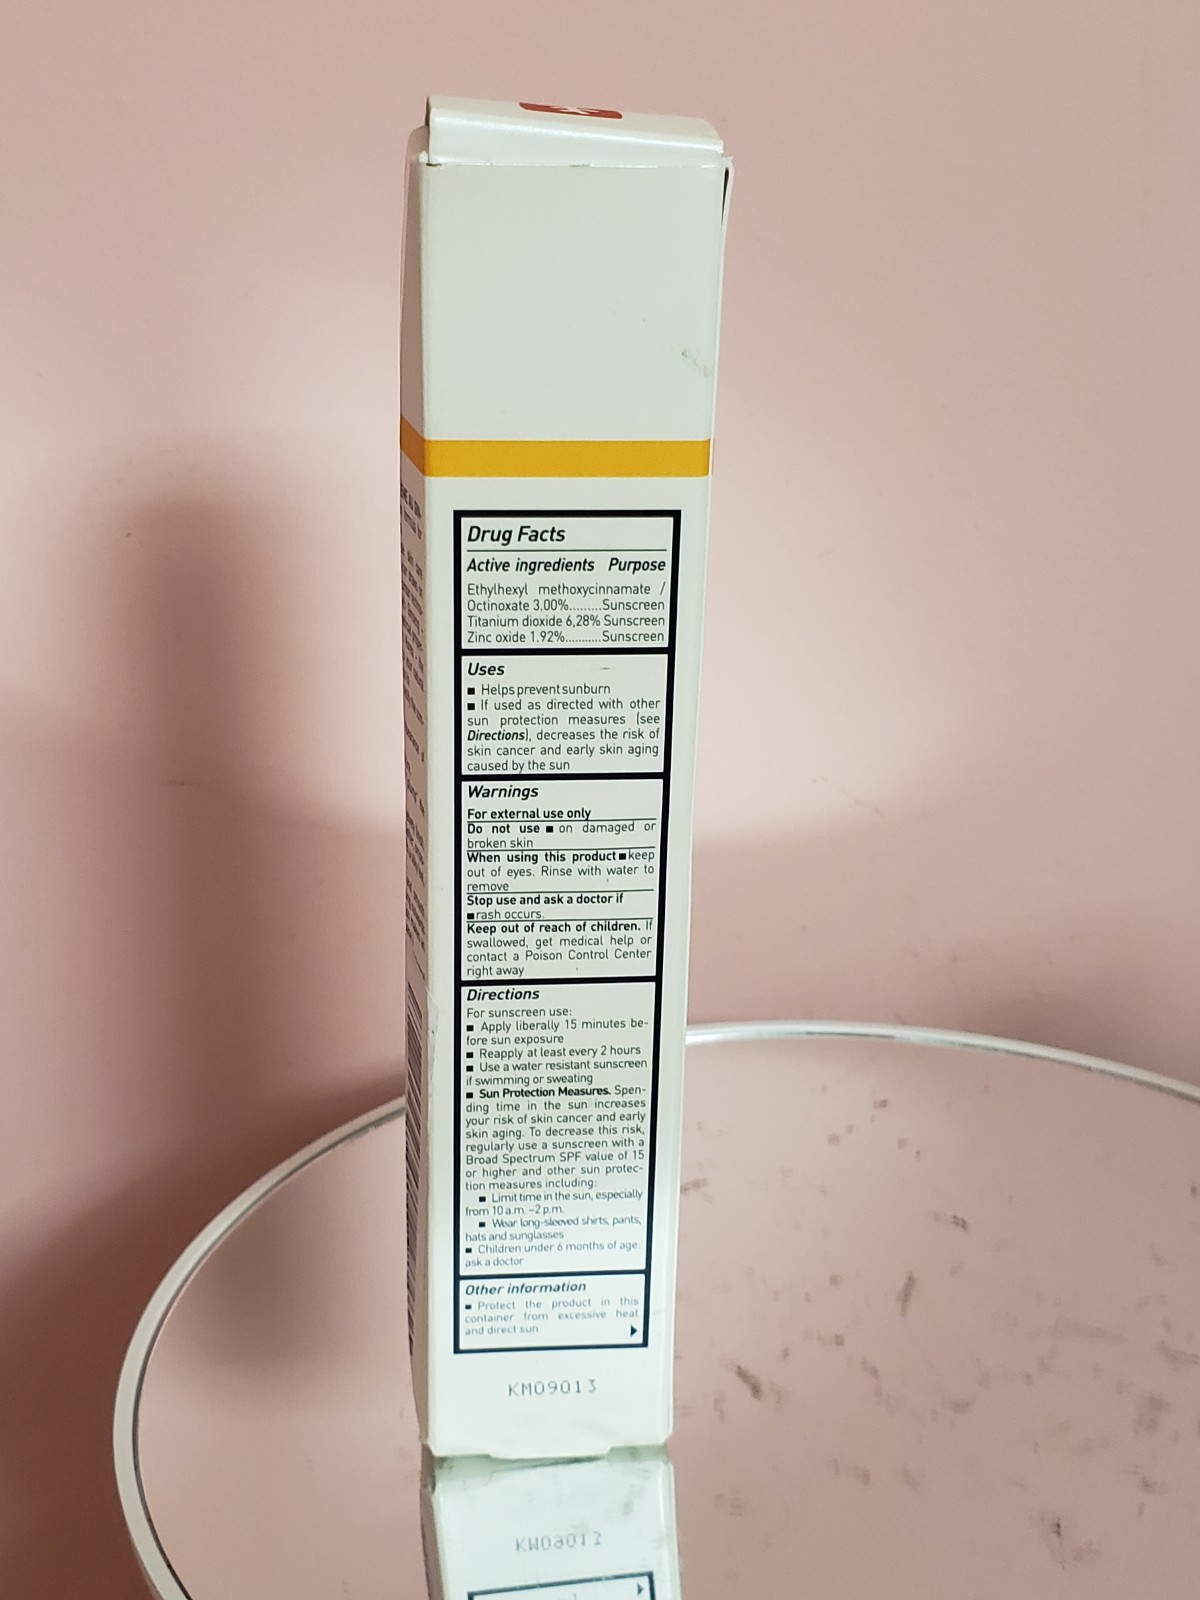 Drug Facts
Active ingredients Purpose
Ethylhexyl methoxycinnamate /
Octinoxate 3.00%.........Sunscreen
Titanium dioxide 6,28% Sunscreen
Zinc oxide 1.92%..........Sunscreen
Uses
■ Helps prevent sunburn
■ If used as directed with other
sun protection measures (see
Directions), decreases the risk of
skin cancer and early skin aging
caused by the sun
Warnings
For external use only
Do not use ■ on damaged or
broken skin
When using this product ■ keep
out of eyes. Rinse with water to
remove
Stop use and ask a doctor if
■ rash occurs.
Keep out of reach of children. If
swallowed, get medical help or
contact a Poison Control Center
right away
Directions
For sunscreen use:
■ Apply liberally 15 minutes be-
fore sun exposure
■ Reapply at least every 2 hours
■ Use a water resistant sunscreen
if swimming or sweating
■ Sun Protection Measures. Spen-
ding time in the sun increases
your risk of skin cancer and early
skin aging. To decrease this risk,
regularly use a sunscreen with a
Broad Spectrum SPF value of 15
or higher and other sun protec-
tion measures including:
■ Limit time in the sun, especially
from 10 a.m. -2 p.m.
■ Wear long-sleeved shirts, pants,
hats and sunglasses
■ Children under 6 months of age:
ask a doctor
Other information
■ Protect the product in this
container from excessive heat
and direct sun
KM09013